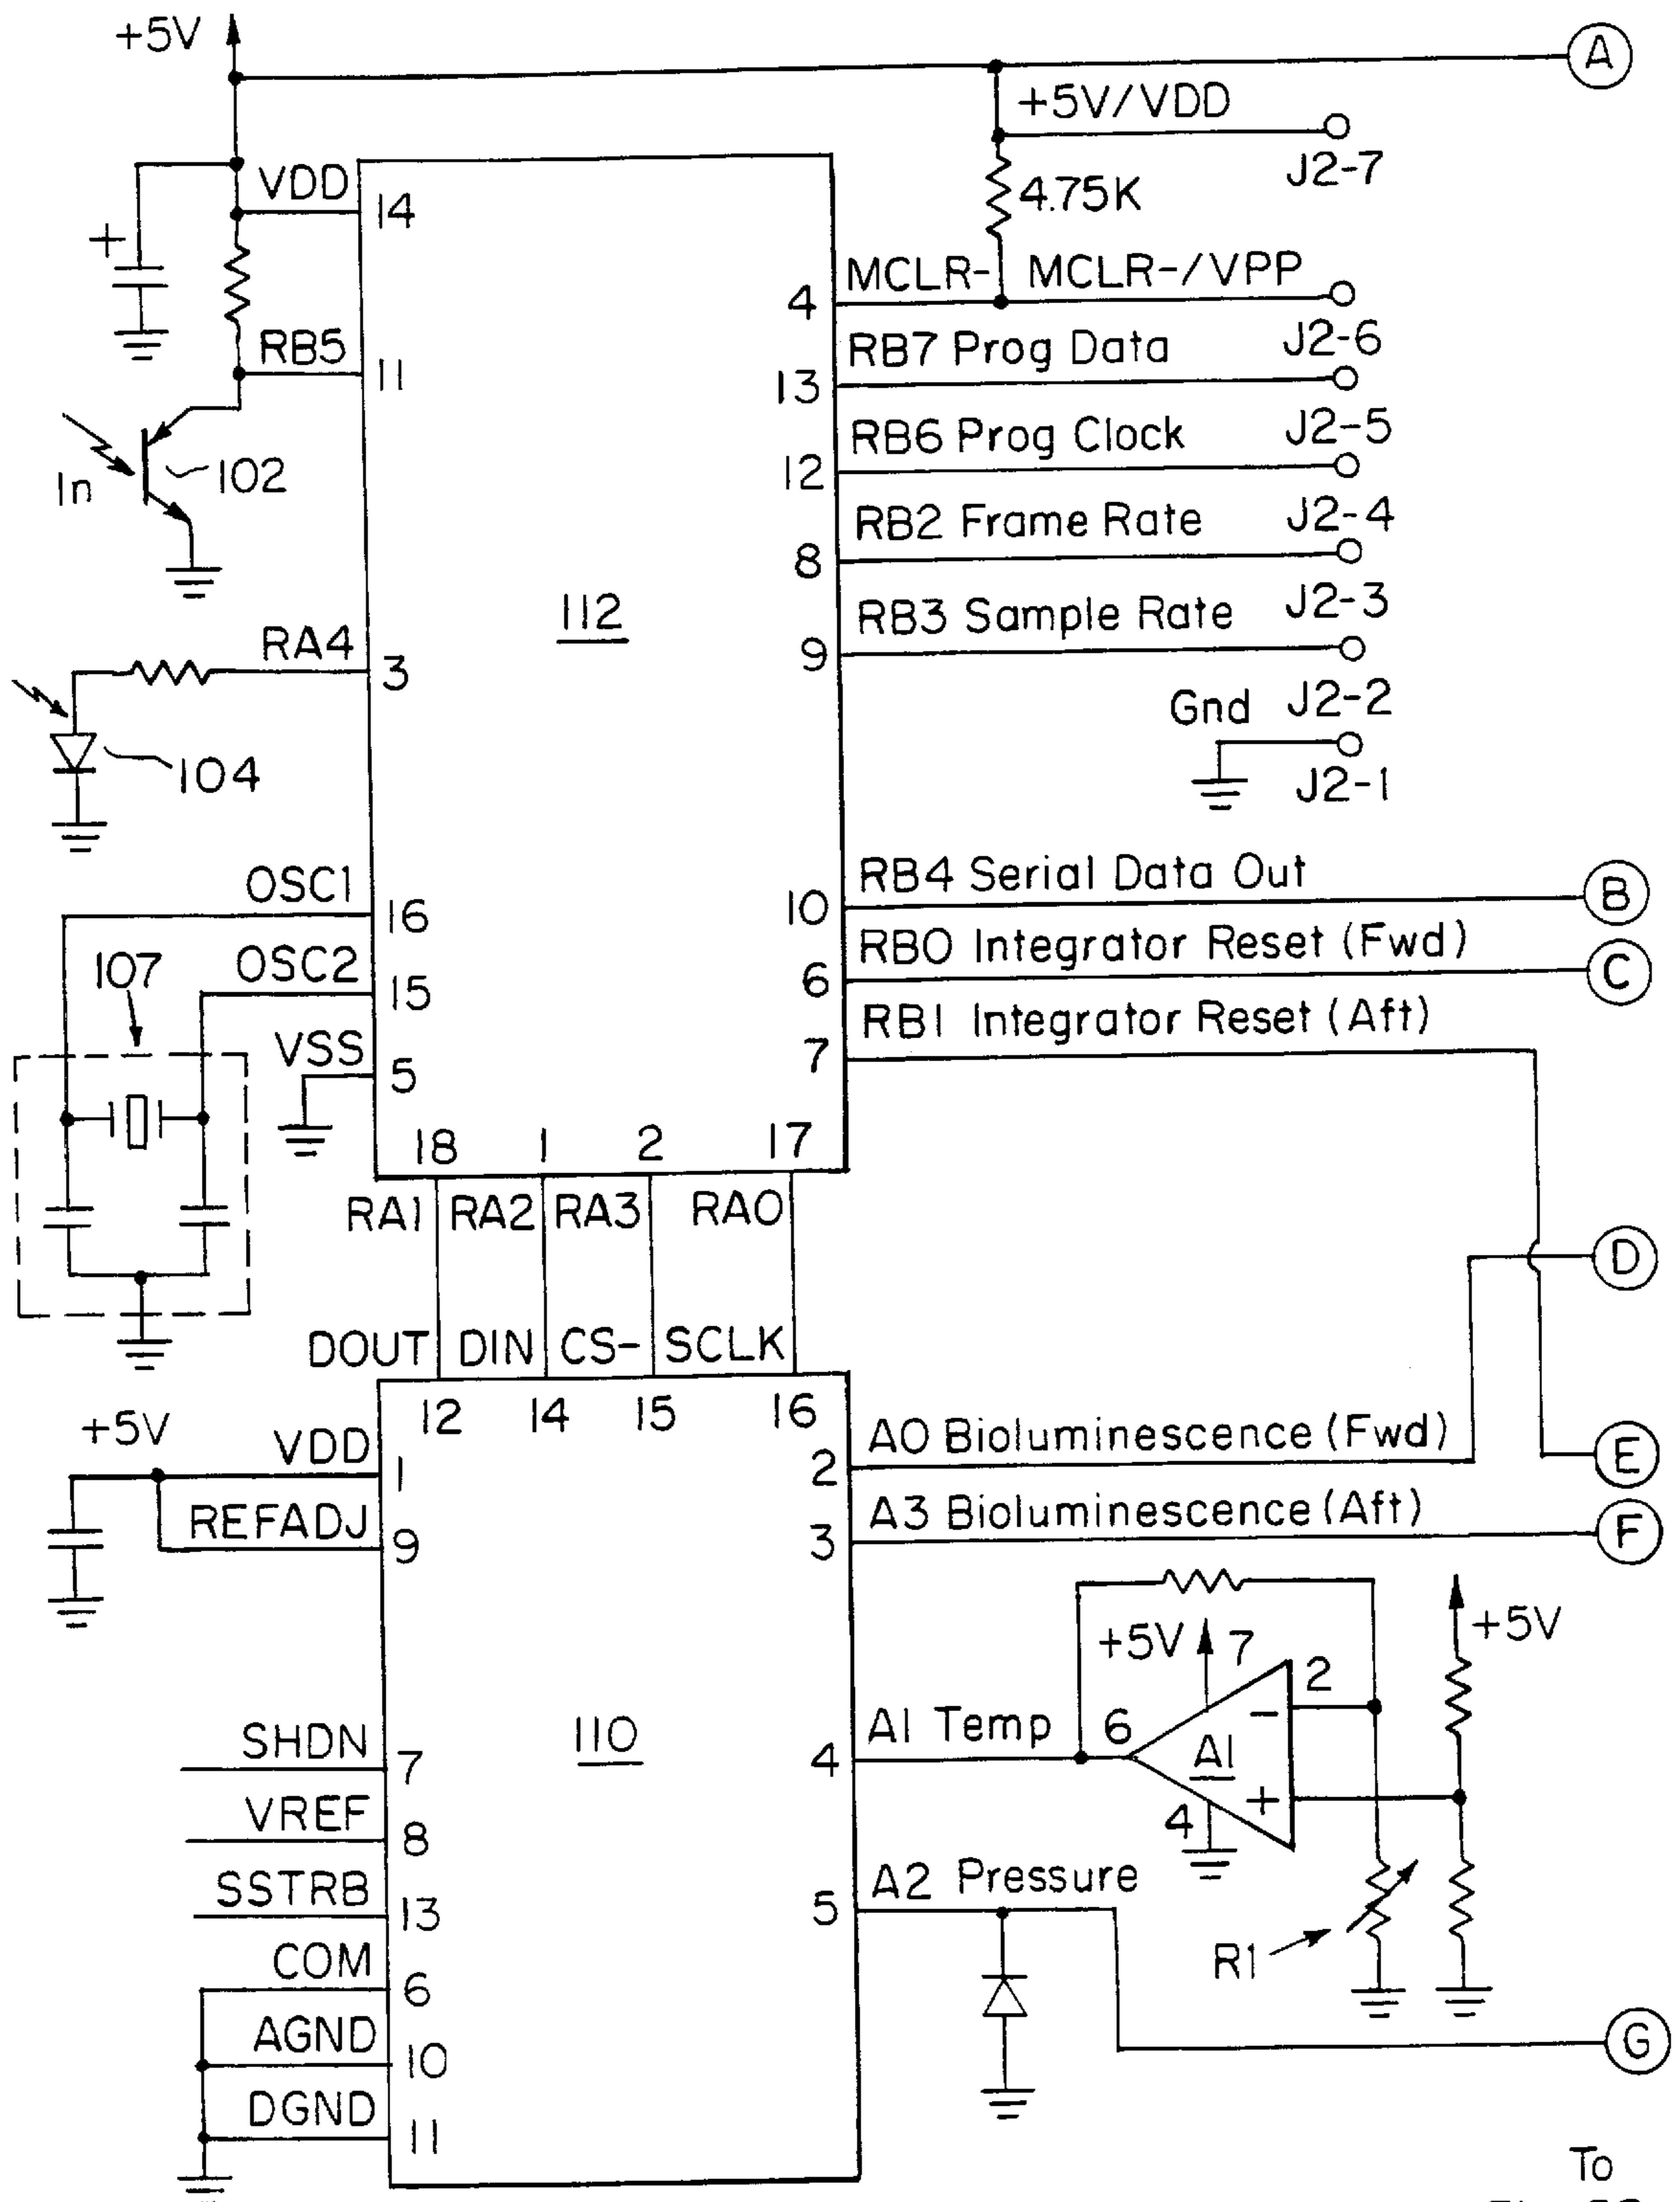 +5V
A
+5V/VDD
J2-7
VDD
14
4.75K
+
MCLR- MCLR-/VPP
4
J2-6
RB5
11
RB7 Prog Data
13
J2-5
RB6 Prog Clock
12
In
102
J2-4
RB2 Frame Rate
8
J2-3
RB3 Sample Rate
9
112
RA4
3
Gnd J2-2
J2-1
104
RB4 Serial Data Out
10
B
OSC1
16
RB0 Integrator Reset (Fwd)
6
C
107
OSC2
15
RB1 Integrator Reset (Aft)
7
VSS
5
18 1 2 17
RA1 RA2 RA3 RA0
D
DOUT DIN CS- SCLK
12 14 15 16
+5V
VDD
1
A0 Bioluminescence (Fwd)
2
E
REFADJ
9
A3 Bioluminescence (Aft)
3
F
+5V 7
2
+5V
110
SHDN
7
A1 Temp
4
6
-
A1
+
4
VREF
8
SSTRB
13
A2 Pressure
5
COM
6
R1
AGND
10
G
DGND
11
To